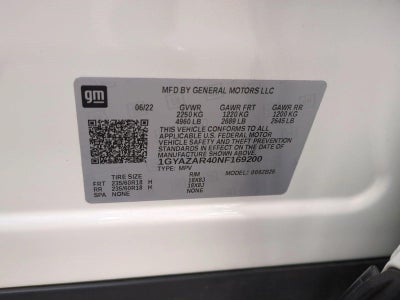 gm
MFD BY GENERAL MOTORS LLC
06/22 GVWR GAWR FRT GAWR RR
2250 KG 1220 KG 1200 KG
4960 LB 2689 LB 2645 LB
THIS VEHICLE CONFORMS TO ALL
APPLICABLE U.S. FEDERAL MOTOR
VEHICLE SAFETY AND THEFT PREVENTION
STANDARDS IN EFFECT ON THE DATE OF
MANUFACTURE SHOWN ABOVE.
1GYAZAR40NF169200
TYPE: MPV
RIM
FRT 235/60R18 H 18X8J
RR 235/60R18 H 18X8J
SPA NONE NONE
MODEL: